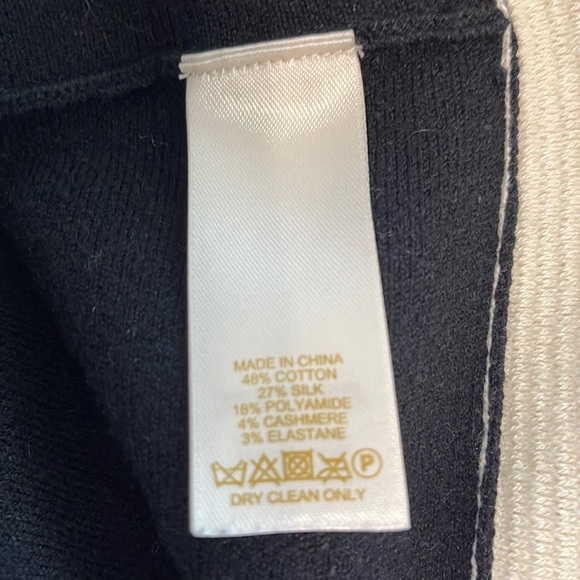 MADE IN CHINA
48% COTTON
27% SILK
18% POLYAMIDE
4% CASHMERE
3% ELASTANE
P
DRY CLEAN ONLY